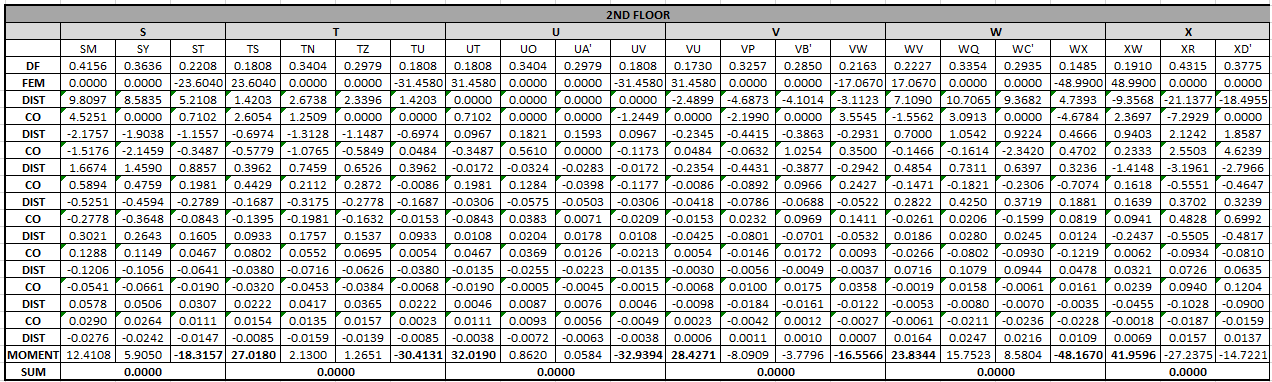 2ND FLOOR
S T U V W X
SM SY ST TS TN TZ TU UT UO UA' UV VU VP VB' VW WV WQ WC' WX XW XR XD'
DF 0.4156 0.3636 0.2208 0.1808 0.3404 0.2979 0.1808 0.1808 0.3404 0.2979 0.1808 0.1730 0.3257 0.2850 0.2163 0.2227 0.3354 0.2935 0.1485 0.1910 0.4315 0.3775
FEM 0.0000 0.0000 -23.6040 23.6040 0.0000 0.0000 -31.4580 31.4580 0.0000 0.0000 -31.4580 31.4580 0.0000 0.0000 -17.0670 17.0670 0.0000 0.0000 -48.9900 48.9900 0.0000 0.0000
DIST 9.8097 8.5835 5.2108 1.4203 2.6738 2.3396 1.4203 0.0000 0.0000 0.0000 0.0000 -2.4899 -4.6873 -4.1014 -3.1123 7.1090 10.7065 9.3682 4.7393 -9.3568 -21.1377 -18.4955
CO 4.5251 0.0000 0.7102 2.6054 1.2509 0.0000 0.0000 0.7102 0.0000 0.0000 -1.2449 0.0000 -2.1990 0.0000 3.5545 -1.5562 3.0913 0.0000 -4.6784 2.3697 -7.2929 0.0000
DIST -2.1757 -1.9038 -1.1557 -0.6974 -1.3128 -1.1487 -0.6974 0.0967 0.1821 0.1593 0.0967 -0.2345 -0.4415 -0.3863 -0.2931 0.7000 1.0542 0.9224 0.4666 0.9403 2.1242 1.8587
CO -1.5176 -2.1459 -0.3487 -0.5779 -1.0765 -0.5849 0.0484 -0.3487 0.5610 0.0000 -0.1173 0.0484 -0.0632 1.0254 0.3500 -0.1466 -0.1614 -2.3420 0.4702 0.2333 2.5503 4.6239
DIST 1.6674 1.4590 0.8857 0.3962 0.7459 0.6526 0.3962 -0.0172 -0.0324 -0.0283 -0.0172 -0.2354 -0.4431 -0.3877 -0.2942 0.4854 0.7311 0.6397 0.3236 -1.4148 -3.1961 -2.7966
CO 0.5894 0.4759 0.1981 0.4429 0.2112 0.2872 -0.0086 0.1981 0.1284 -0.0398 -0.1177 -0.0086 -0.0892 0.0966 0.2427 -0.1471 -0.1821 -0.2306 -0.7074 0.1618 -0.5551 -0.4647
DIST -0.5251 -0.4594 -0.2789 -0.1687 -0.3175 -0.2778 -0.1687 -0.0306 -0.0575 -0.0503 -0.0306 -0.0418 -0.0786 -0.0688 -0.0522 0.2822 0.4250 0.3719 0.1881 0.1639 0.3702 0.3239
CO -0.2778 -0.3648 -0.0843 -0.1395 -0.1981 -0.1632 -0.0153 -0.0843 0.0383 0.0071 -0.0209 -0.0153 0.0232 0.0969 0.1411 -0.0261 0.0206 -0.1599 0.0819 0.0941 0.4828 0.6992
DIST 0.3021 0.2643 0.1605 0.0933 0.1757 0.1537 0.0933 0.0108 0.0204 0.0178 0.0108 -0.0425 -0.0801 -0.0701 -0.0532 0.0186 0.0280 0.0245 0.0124 -0.2437 -0.5505 -0.4817
CO 0.1288 0.1149 0.0467 0.0802 0.0552 0.0695 0.0054 0.0467 0.0369 0.0126 -0.0213 0.0054 -0.0146 0.0172 0.0093 -0.0266 -0.0802 -0.0930 -0.1219 0.0062 -0.0934 -0.0810
DIST -0.1206 -0.1056 -0.0641 -0.0380 -0.0716 -0.0626 -0.0380 -0.0135 -0.0255 -0.0223 -0.0135 -0.0030 -0.0056 -0.0049 -0.0037 0.0716 0.1079 0.0944 0.0478 0.0321 0.0726 0.0635
CO -0.0541 -0.0661 -0.0190 -0.0320 -0.0453 -0.0384 -0.0068 -0.0190 -0.0005 -0.0045 -0.0015 -0.0068 0.0100 0.0175 0.0358 -0.0019 0.0158 -0.0061 0.0161 0.0239 0.0940 0.1204
DIST 0.0578 0.0506 0.0307 0.0222 0.0417 0.0365 0.0222 0.0046 0.0087 0.0076 0.0046 -0.0098 -0.0184 -0.0161 -0.0122 -0.0053 -0.0080 -0.0070 -0.0035 -0.0455 -0.1028 -0.0900
CO 0.0290 0.0264 0.0111 0.0154 0.0135 0.0157 0.0023 0.0111 0.0093 0.0056 -0.0049 0.0023 -0.0042 0.0012 -0.0027 -0.0061 -0.0211 -0.0236 -0.0228 -0.0018 -0.0187 -0.0159
DIST -0.0276 -0.0242 -0.0147 -0.0085 -0.0159 -0.0139 -0.0085 -0.0038 -0.0072 -0.0063 -0.0038 0.0006 0.0011 0.0010 0.0007 0.0164 0.0247 0.0216 0.0109 0.0069 0.0157 0.0137
MOMENT 12.4108 5.9050 -18.3157 27.0180 2.1300 1.2651 -30.4131 32.0190 0.8620 0.0584 -32.9394 28.4271 -8.0909 -3.7796 -16.5566 23.8344 15.7523 8.5804 -48.1670 41.9596 -27.2375 -14.7221
SUM 0.0000 0.0000 0.0000 0.0000 0.0000 0.0000